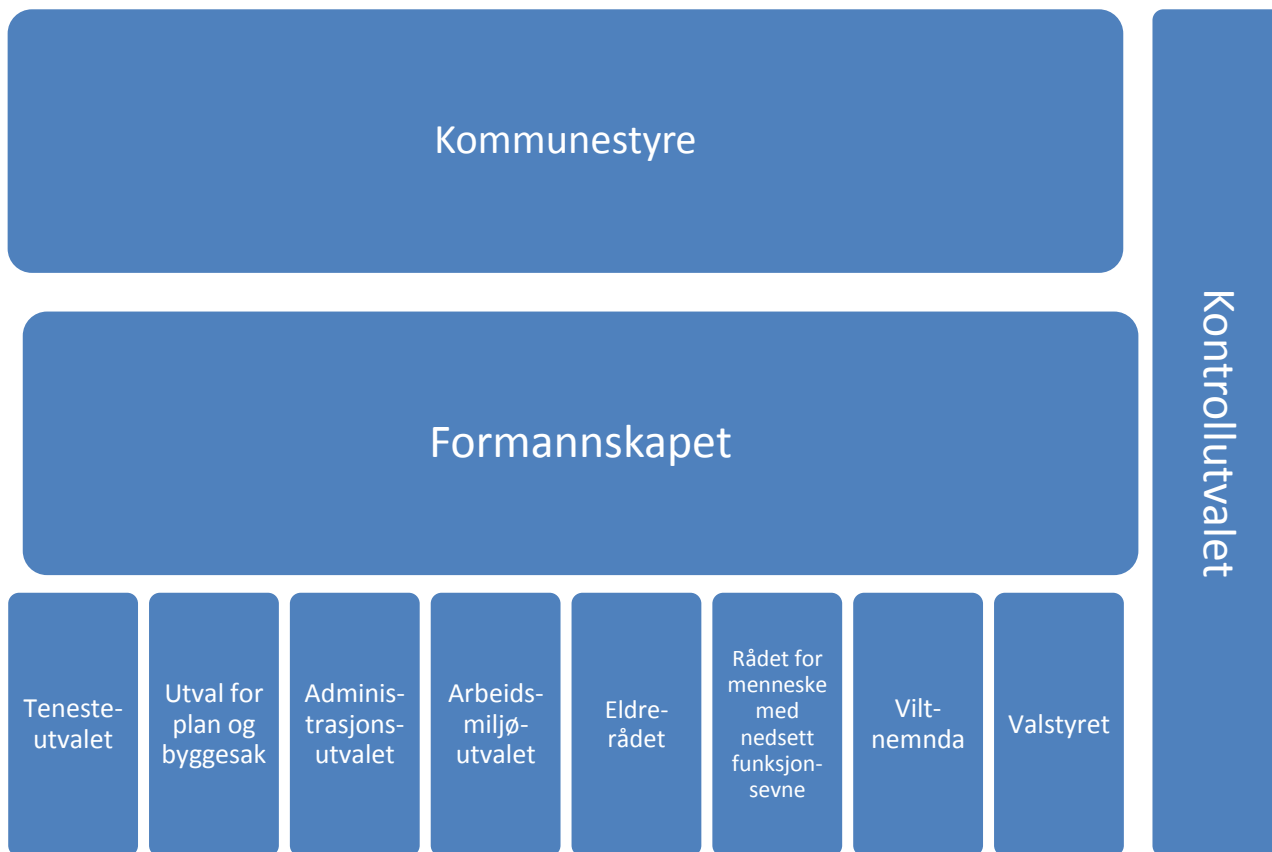 Kommunestyre
Formannskapet
Kontrollutvalet
Teneste-
utvalet
Utval for
plan og
byggesak
Adminis-
trasjons-
utvalet
Arbeids-
miljø-
utvalet
Eldre-
rådet
Rådet for
menneske
med
nedsett
funksjon-
sevne
Vilt-
nemnda
Valstyret